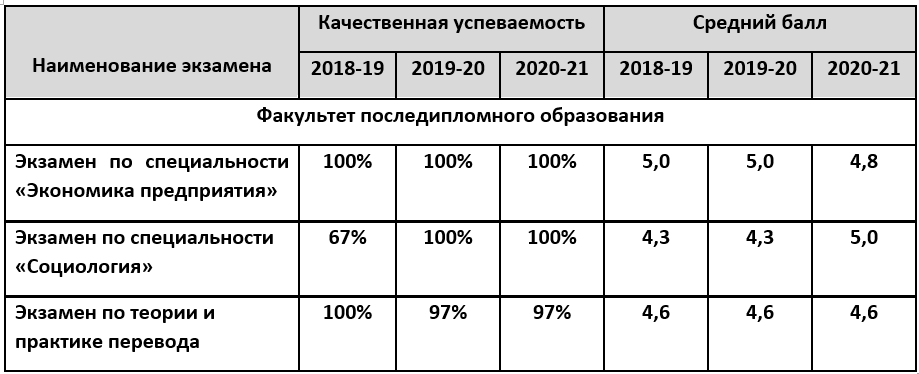 Наименование экзамена Качественная успеваемость Средний балл
2018-19 2019-20 2020-21 2018-19 2019-20 2020-21
Факультет последипломного образования
Экзамен по специальности 100% 100% 100% 5,0 5,0 4,8
«Экономика предприятия»
Экзамен по специальности 67% 100% 100% 4,3 4,3 5,0
«Социология»
Экзамен по теории и 100% 97% 97% 4,6 4,6 4,6
практике перевода